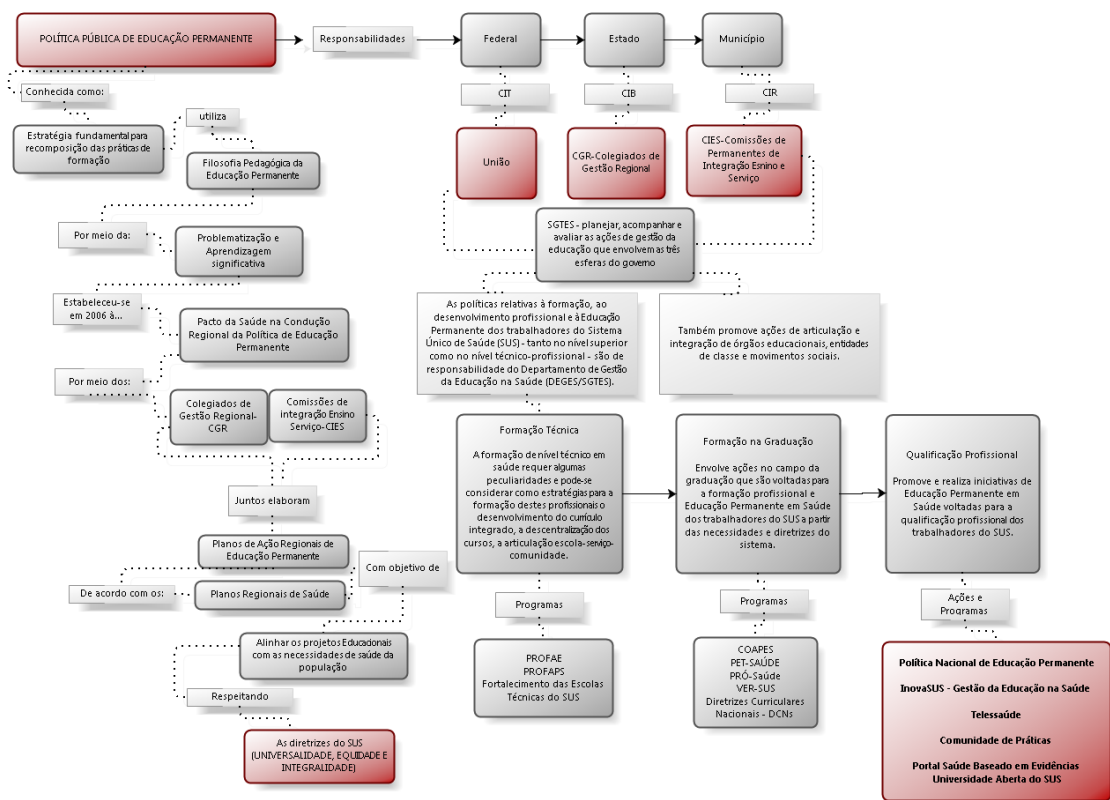 POLÍTICA PÚBLICA DE EDUCAÇÃO PERMANENTE
Responsabilidades
Federal
Estado
Município
Conhecida como:
CIT
CIB
CIR
utiliza
Estratégia fundamental para
recomposição das práticas de
formação
União
CGR-Colegiados de
Gestão Regional
CIES-Comissões de
Permanentes de
Integração Esnino e
Serviço
Filosofia Pedagógica da
Educação Permanente
Por meio da:
Problematização e
Aprendizagem
significativa
SGTES - planejar, acompanhar e
avaliar as ações de gestão da
educação que envolvem as três
esferas do governo
Estabeleceu-se
em 2006 à...
Pacto da Saúde na Condução
Regional da Política de Educação
Permanente
As políticas relativas à formação, ao
desenvolvimento profissional e à Educação
Permanente dos trabalhadores do Sistema
Único de Saúde (SUS) - tanto no nível superior
como no nível técnico-profissional - são de
responsabilidade do Departamento de Gestão
da Educação na Saúde (DEGES/SGTES).
Também promove ações de articulação e
integração de órgãos educacionais, entidades
de classe e movimentos sociais.
Por meio dos:
Colegiados de
Gestão Regional-
CGR
Comissões de
integração Ensino
Serviço-CIES
Juntos elaboram
Formação Técnica
A formação de nível técnico em
saúde requer algumas
peculiaridades e pode-se
considerar como estratégias para a
formação destes profissionais o
desenvolvimento do currículo
integrado, a descentralização dos
cursos, a articulação escola-serviço-
comunidade.
Formação na Graduação
Envolve ações no campo da
graduação que são voltadas para
a formação profissional e
Educação Permanente em Saúde
dos trabalhadores do SUS a partir
das necessidades e diretrizes do
sistema.
Qualificação Profissional
Promove e realiza iniciativas de
Educação Permanente em
Saúde voltadas para a
qualificação profissional dos
trabalhadores do SUS.
Planos de Ação Regionais de
Educação Permanente
Com objetivo de
De acordo com os:
Planos Regionais de Saúde
Programas
Programas
Ações e
Programas
Alinhar os projetos Educacionais
com as necessidades de saúde da
população
PROFAE
PROFAPS
Fortalecimento das Escolas
Técnicas do SUS
COAPES
PET-SAÚDE
PRÓ-Saúde
VER-SUS
Diretrizes Curriculares
Nacionais - DCNs
Política Nacional de Educação Permanente
InovaSUS - Gestão da Educação na Saúde
Telessaúde
Comunidade de Práticas
Portal Saúde Baseado em Evidências
Universidade Aberta do SUS
Respeitando
As diretrizes do SUS
(UNIVERSALIDADE, EQUIDADE E
INTEGRALIDADE)